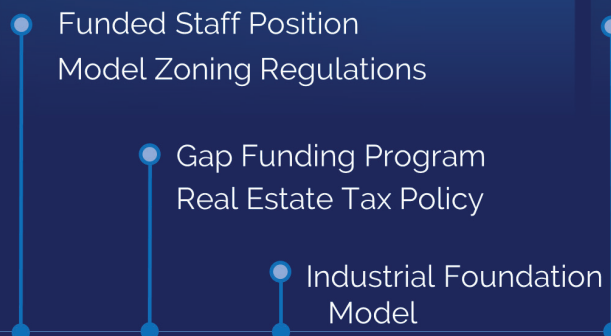 Funded Staff Position
Model Zoning Regulations
Gap Funding Program
Real Estate Tax Policy
Industrial Foundation
Model